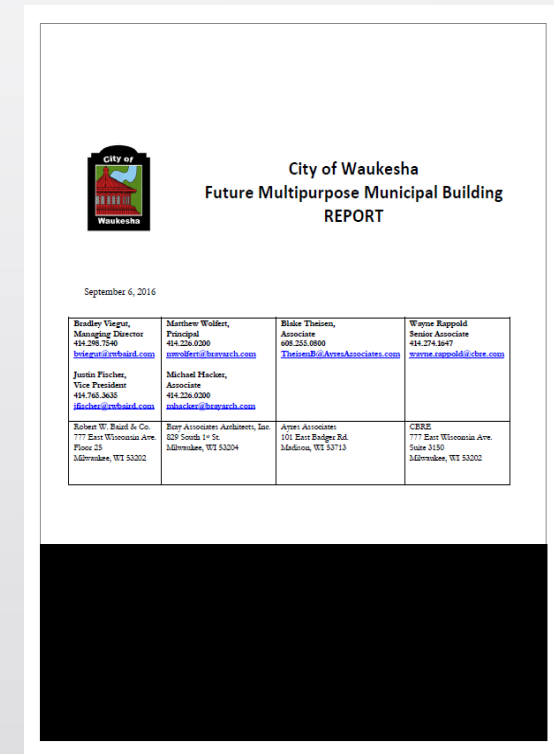 City of
Waukesha
City of Waukesha
Future Multipurpose Municipal Building
REPORT
September 6, 2016
Bradley Viegut,
Managing Director
414.298.7540
bviegut@rwbaird.com
Justin Fischer,
Vice President
414.765.3635
jfischer@rwbaird.com
Matthew Wolfert,
Principal
414.226.0200
mwolfert@brayarch.com
Michael Hacker,
Associate
414.226.0200
mhacker@brayarch.com
Blake Theisen,
Associate
608.255.0800
TheisenB@AyresAssociates.com
Wayne Rappold
Senior Associate
414.274.1647
wayne.rappold@cbre.com
Robert W. Baird & Co.
777 East Wisconsin Ave.
Floor 25
Milwaukee, WI 53202
Bray Associates Architects, Inc.
829 South 1st St.
Milwaukee, WI 53204
Ayres Associates
101 East Badger Rd.
Madison, WI 53713
CBRE
777 East Wisconsin Ave.
Suite 3150
Milwaukee, WI 53202